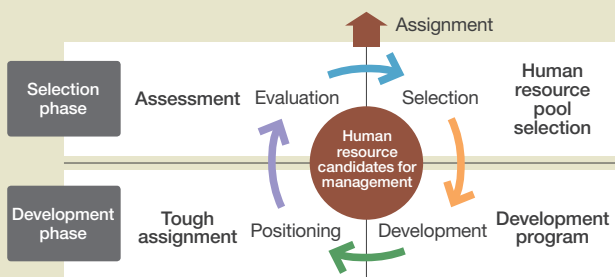 Assignment
Selection
phase
Assessment
Evaluation
Selection
Human
resource
pool
selection
Human
resource
candidates for
management
Development
phase
Tough
assignment
Positioning
Development
Development
program